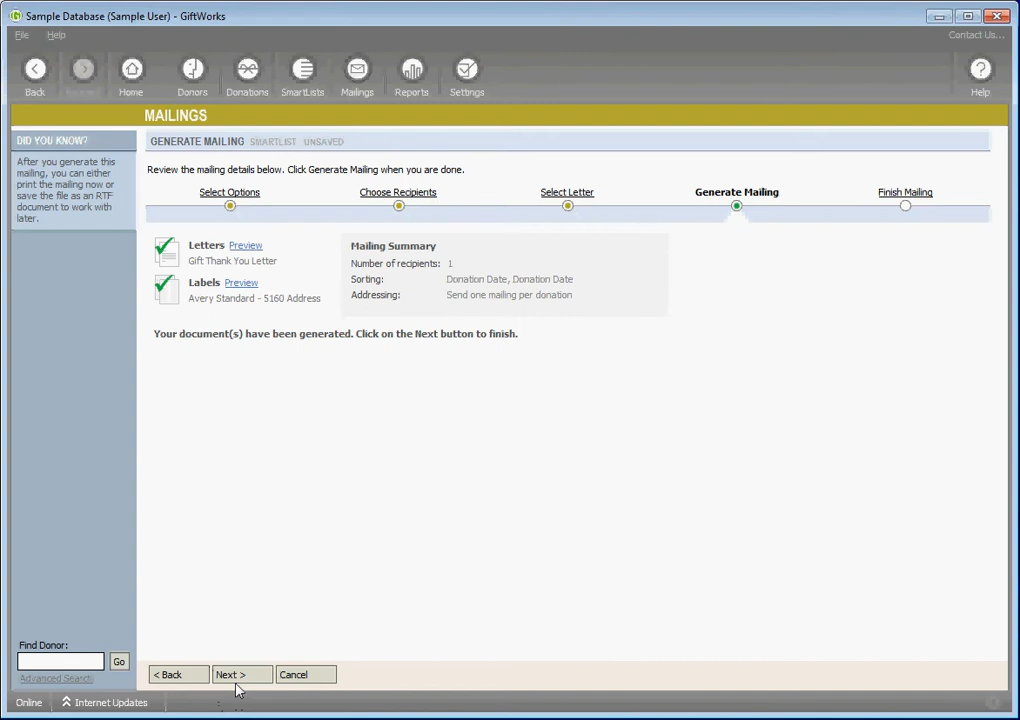 Sample Database (Sample User) - GiftWorks
File Help Contact Us...
Back Home Donors Donations SmartLists Mailings Reports Settings Help
MAILINGS
DID YOU KNOW?
After you generate this
mailing, you can either
print the mailing now or
save the file as an RTF
document to work with
later.
GENERATE MAILING SMARTLIST UNSAVED
Review the mailing details below. Click Generate Mailing when you are done.
Select Options Choose Recipients Select Letter Generate Mailing Finish Mailing
Letters Preview
Gift Thank You Letter
Labels Preview
Avery Standard - 5160 Address
Mailing Summary
Number of recipients: 1
Sorting: Donation Date, Donation Date
Addressing: Send one mailing per donation
Your document(s) have been generated. Click on the Next button to finish.
Find Donor:
Go
Advanced Search
< Back Next > Cancel
Online Internet Updates